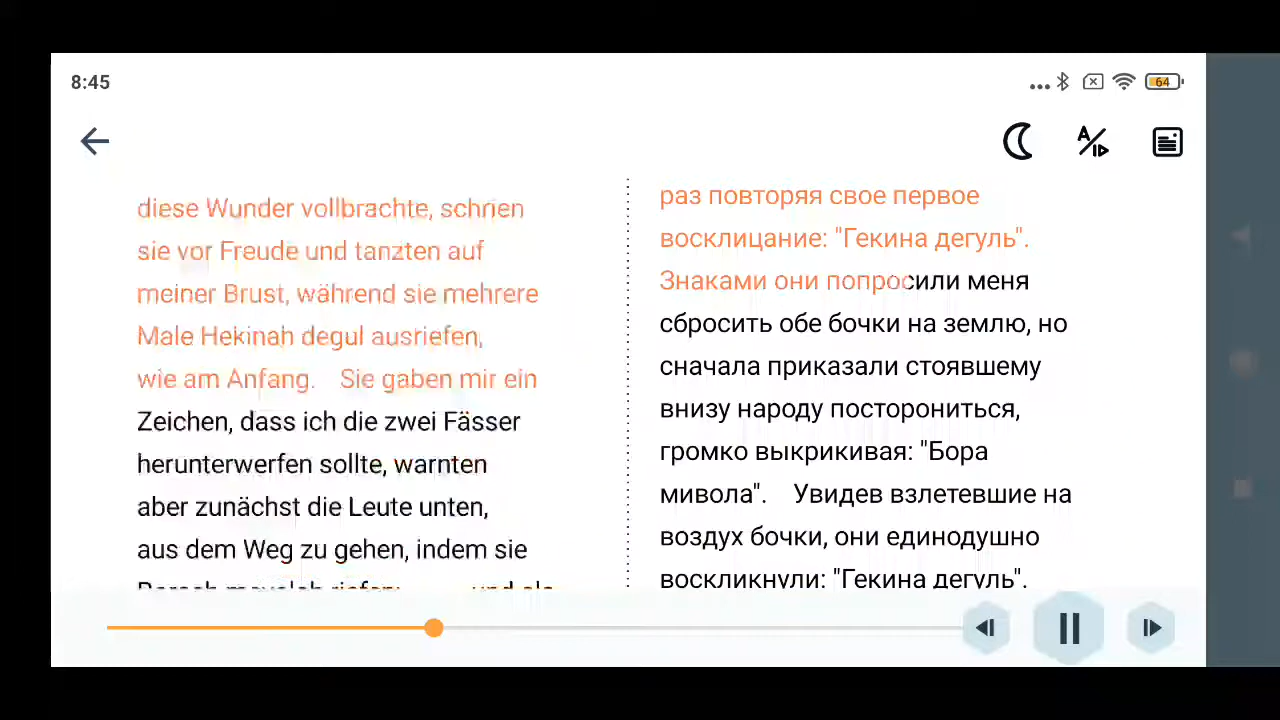 8:45
64
diese Wunder vollbrachte, schrien
sie vor Freude und tanzten auf
meiner Brust, während sie mehrere
Male Hekinah degul ausriefen,
wie am Anfang. Sie gaben mir ein
Zeichen, dass ich die zwei Fässer
herunterwerfen sollte, warnten
aber zunächst die Leute unten,
aus dem Weg zu gehen, indem sie
riefen: und als
раз повторяя свое первое
восклицание: "Гекина дегуль".
Знаками они попросили меня
сбросить обе бочки на землю, но
сначала приказали стоявшему
внизу народу посторониться,
громко выкрикивая: "Бора
мивола". Увидев взлетевшие на
воздух бочки, они единодушно
воскликнули: "Гекина дегуль".